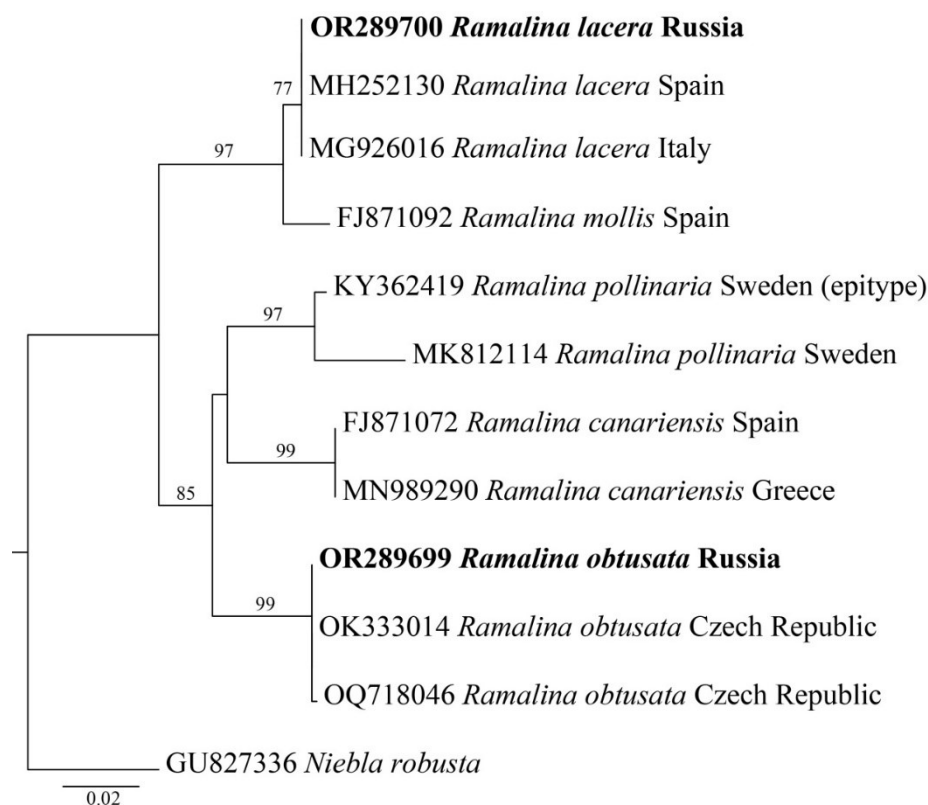 OR289700 Ramalina lacera Russia
77
MH252130 Ramalina lacera Spain
97
MG926016 Ramalina lacera Italy
FJ871092 Ramalina mollis Spain
KY362419 Ramalina pollinaria Sweden (epitype)
97
MK812114 Ramalina pollinaria Sweden
FJ871072 Ramalina canariensis Spain
99
85
MN989290 Ramalina canariensis Greece
OR289699 Ramalina obtusata Russia
99
OK333014 Ramalina obtusata Czech Republic
OQ718046 Ramalina obtusata Czech Republic
GU827336 Niebla robusta
0.02